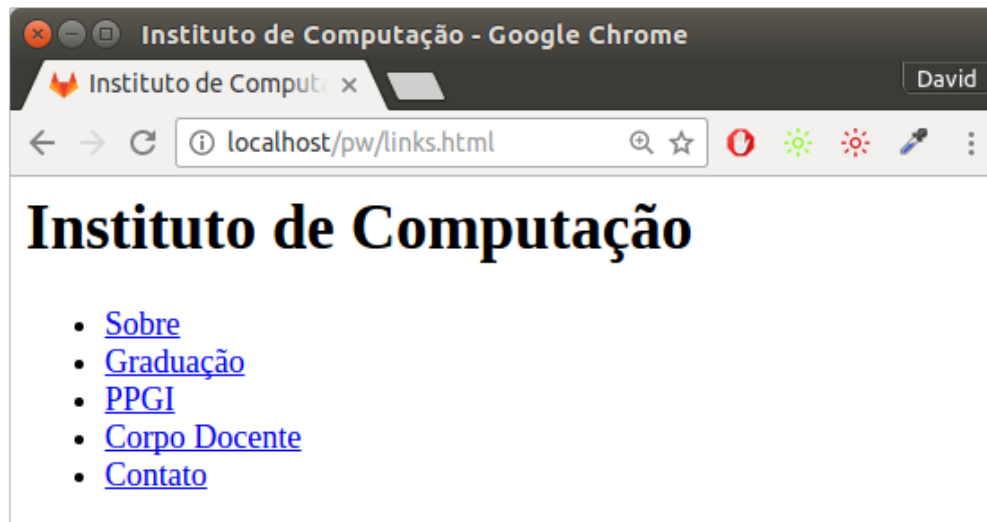 Instituto de Computação - Google Chrome
Instituto de Comput
David
localhost/pw/links.html
Instituto de Computação
Sobre
Graduação
PPGI
Corpo Docente
Contato